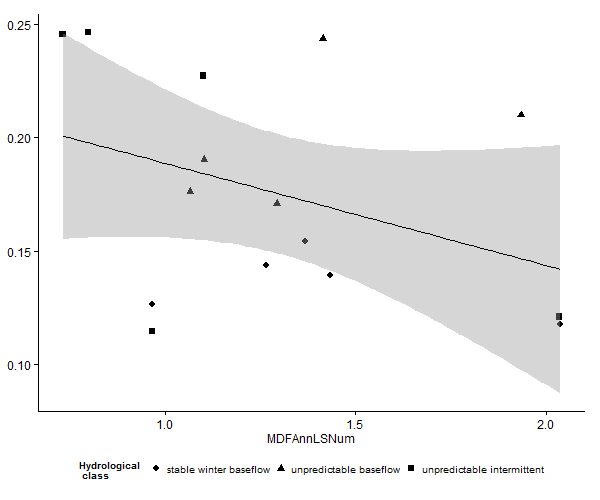 0.25
0.20
0.15
0.10
1.0 1.5 2.0
MDFAnnLSNum
Hydrological
class
stable winter baseflow unpredictable baseflow unpredictable intermittent